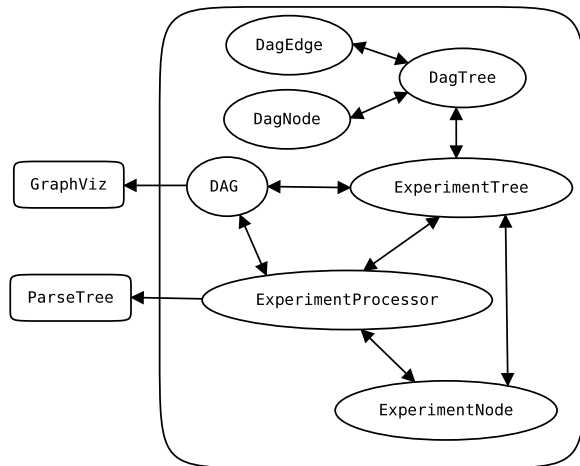 DagEdge
DagTree
DagNode
GraphViz
DAG
ExperimentTree
ParseTree
ExperimentProcessor
ExperimentNode